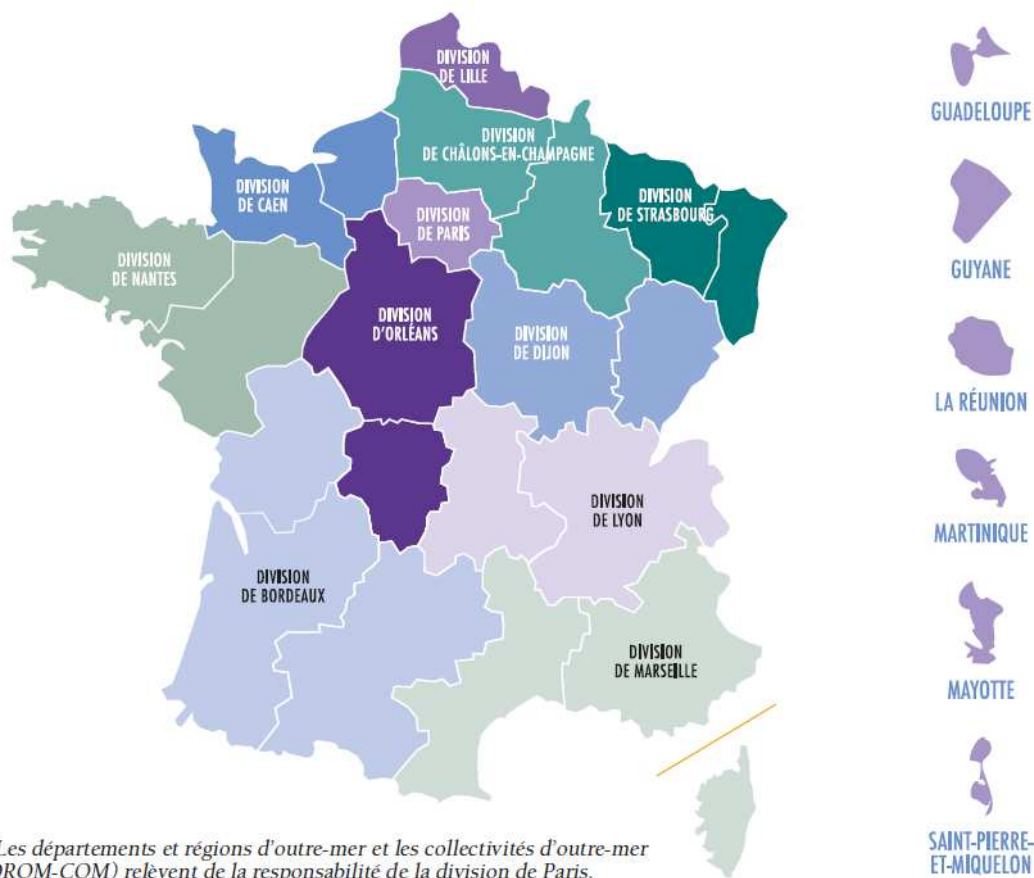 DIVISION
DE LILLE
DIVISION
DE CHÂLONS-EN-CHAMPAGNE
DIVISION
DE CAEN
DIVISION
DE PARIS
DIVISION
DE STRASBOURG
DIVISION
DE NANTES
DIVISION
D'ORLÉANS
DIVISION
DE DIJON
DIVISION
DE LYON
DIVISION
DE BORDEAUX
DIVISION
DE MARSEILLE
GUADELOUPE
GUYANE
LA RÉUNION
MARTINIQUE
MAYOTTE
SAINT-PIERRE-
ET-MIQUELON
Les départements et régions d'outre-mer et les collectivités d'outre-mer
DROM-COM) relèvent de la responsabilité de la division de Paris.